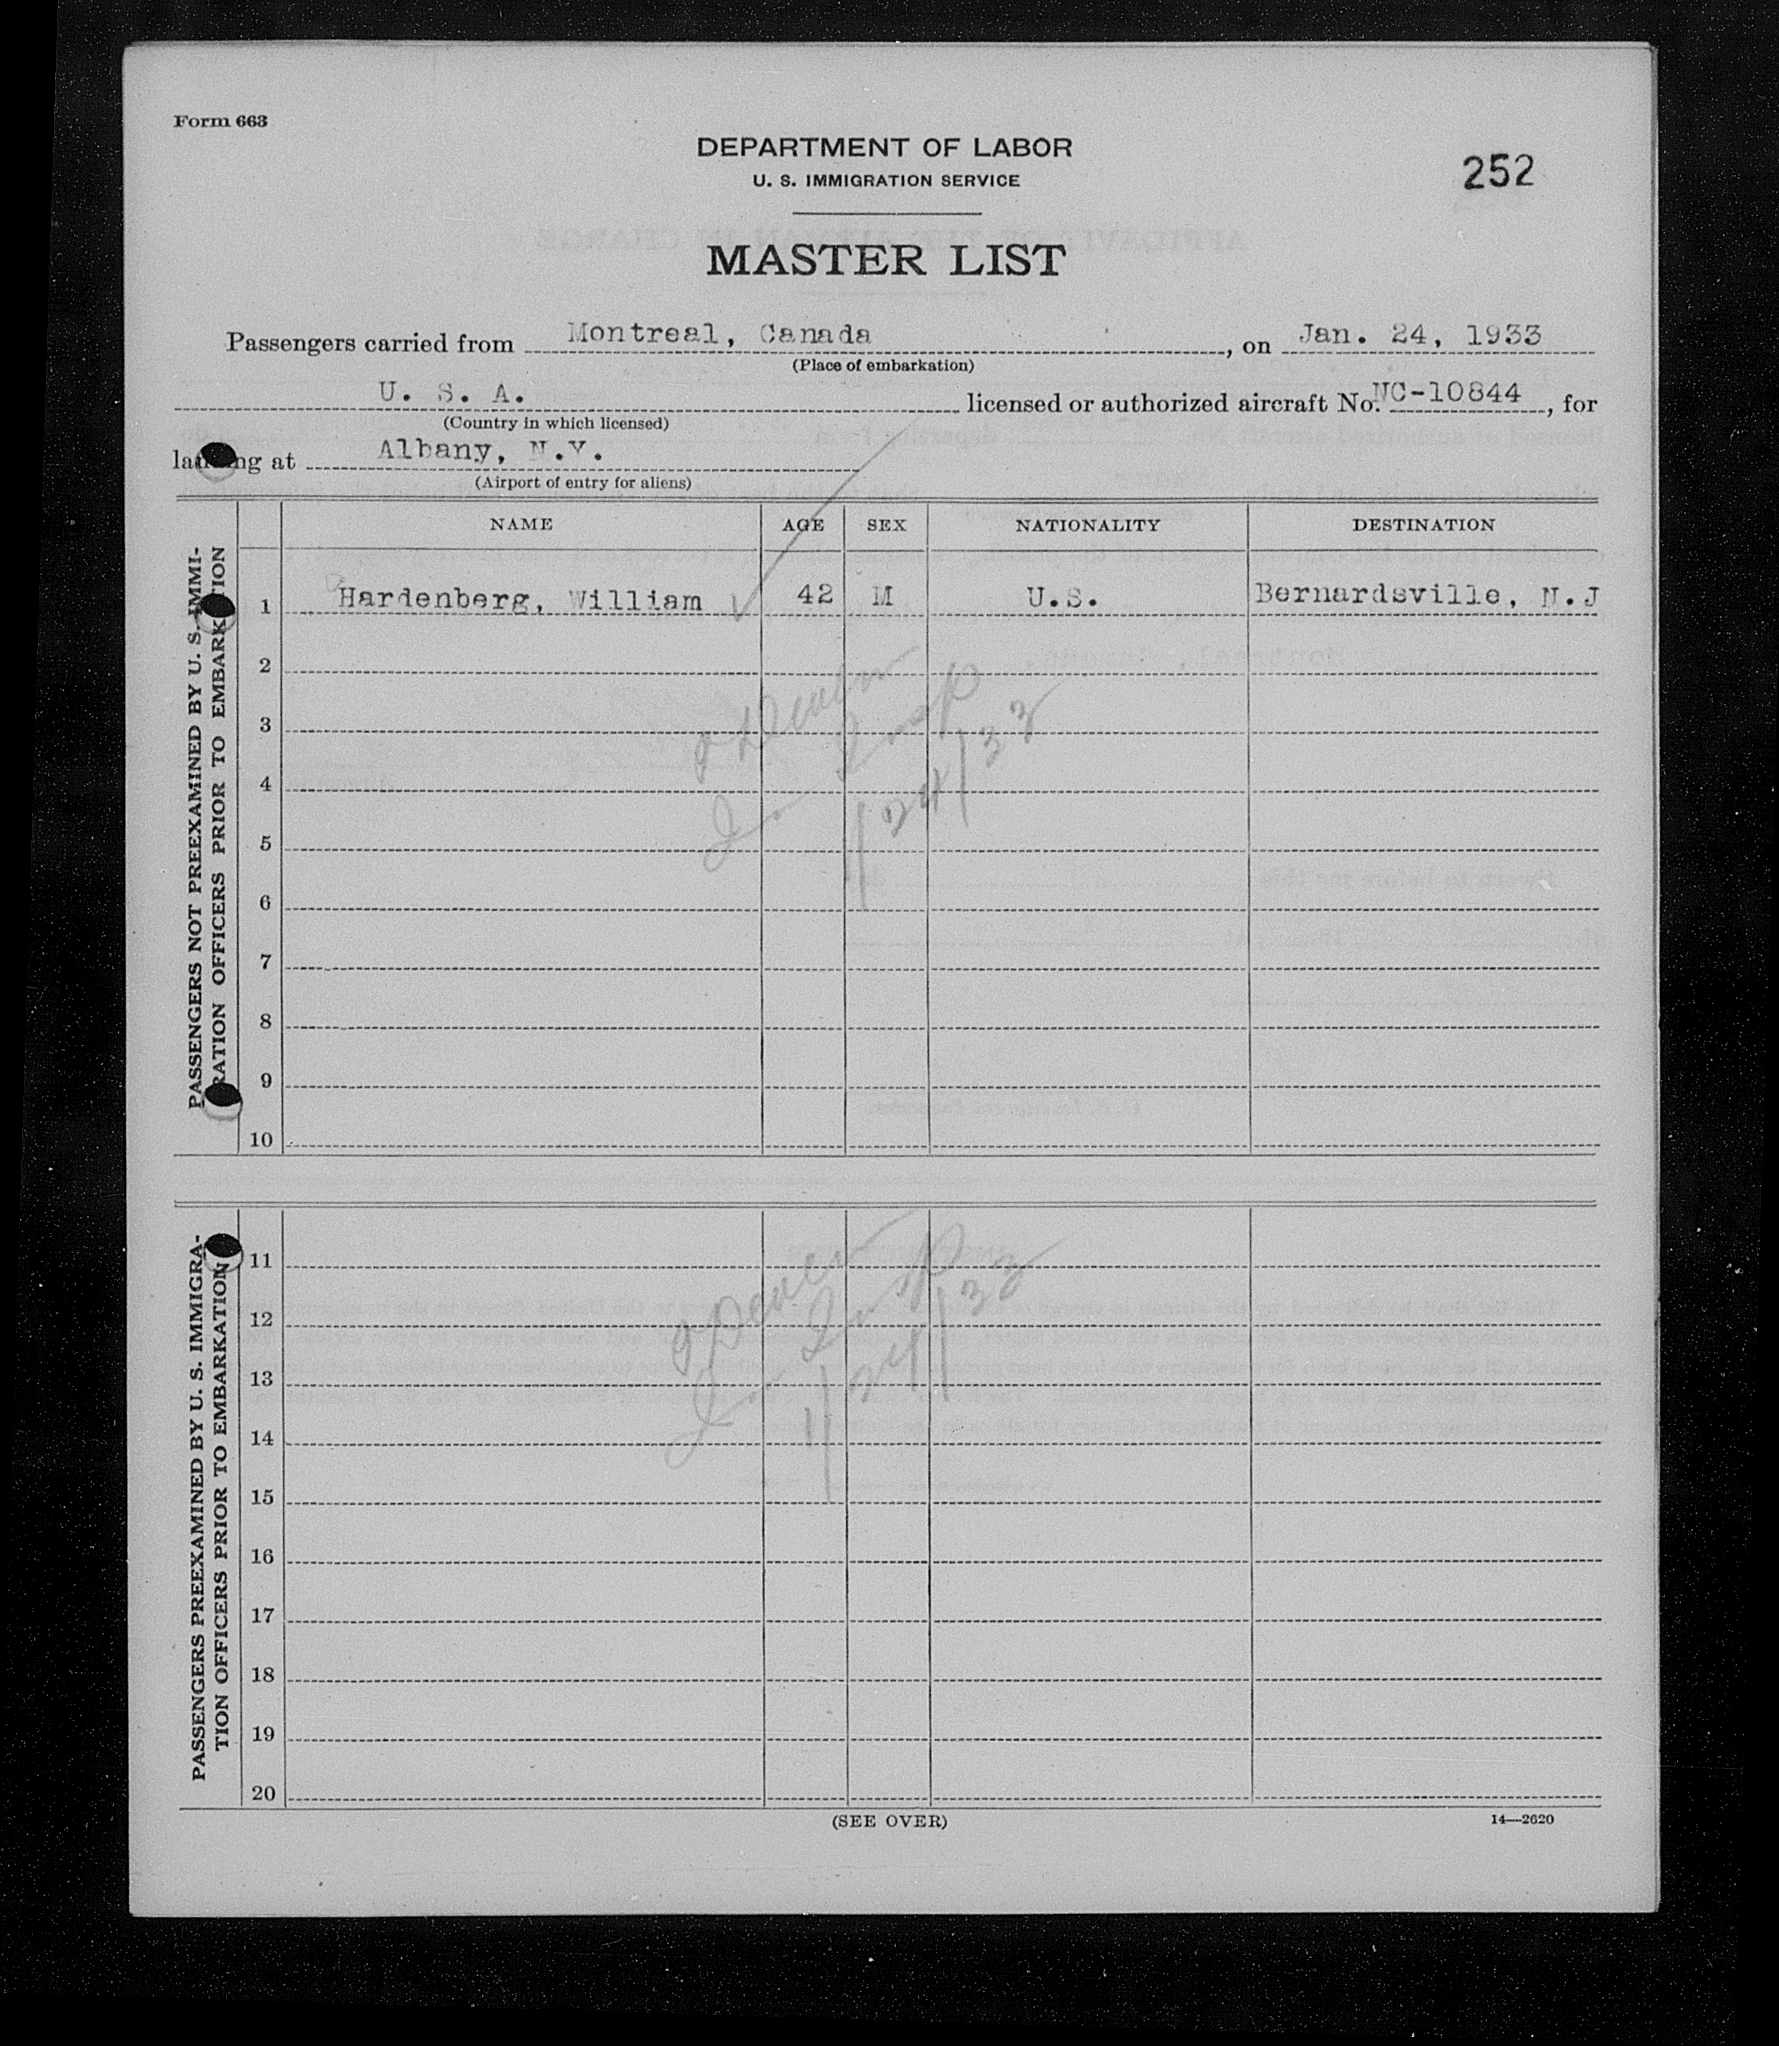 Form 663
DEPARTMENT OF LABOR
U. S. IMMIGRATION SERVICE
252
MASTER LIST
Passengers carried from Montreal, Canada, on Jan. 24, 1933
(Place of embarkation)
U. S. A. licensed or authorized aircraft No. NC-10844, for
(Country in which licensed)
landing at Albany, N.Y.
(Airport of entry for aliens)
NAME AGE SEX NATIONALITY DESTINATION
PASSENGERS NOT PREEXAMINED BY U. S. IMMI-
GRATION OFFICERS PRIOR TO EMBARKATION
1 Hardenberg, William 42 M U.S. Bernardsville, N.J
2
3
4
5
6
7
8
9
10
1/24/33
PASSENGERS PREEXAMINED BY U. S. IMMIGRA-
TION OFFICERS PRIOR TO EMBARKATION
11
12
13
14
15
16
17
18
19
20
1/24/33
(SEE OVER)
14—2620